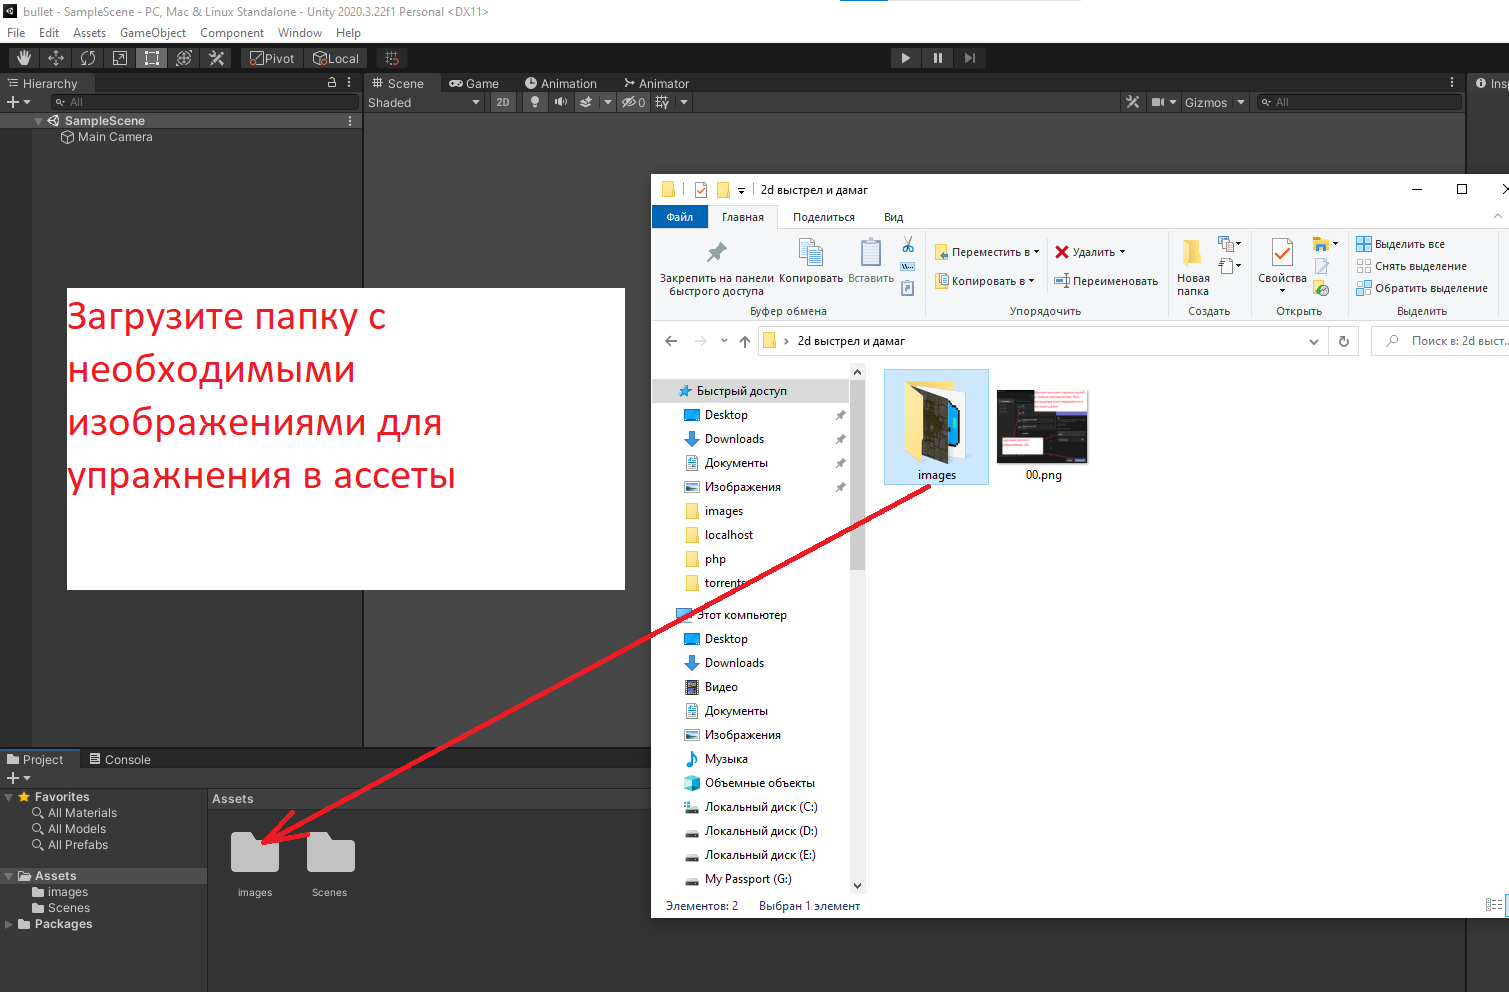 bullet - SampleScene - PC, Mac & Linux Standalone - Unity 2020.3.22f1 Personal <DX11>
File Edit Assets GameObject Component Window Help
Pivot Local
Hierarchy
All
SampleScene
Main Camera
Scene Game Animation Animator
Shaded 2D 0 Gizmos All
Загрузите папку с
необходимыми
изображениями для
упражнения в ассеты
2d выстрел и дамаг
Файл Главная Поделиться Вид
Закрепить на панели
быстрого доступа
Копировать
Вставить
Буфер обмена
Переместить в
Копировать в
Удалить
Переименовать
Упорядочить
Новая
папка
Создать
Свойства
Открыть
Выделить все
Снять выделение
Обратить выделение
Выделить
2d выстрел и дамаг
Поиск в: 2d выст...
Быстрый доступ
Desktop
Downloads
Документы
Изображения
images
localhost
php
torrents
Этот компьютер
Desktop
Downloads
Видео
Документы
Изображения
Музыка
Объемные объекты
Локальный диск (C:)
Локальный диск (D:)
Локальный диск (E:)
My Passport (G:)
images
00.png
Элементов: 2 Выбран 1 элемент
Project Console
Favorites
All Materials
All Models
All Prefabs
Assets
images
Scenes
Packages
Assets
images
Scenes